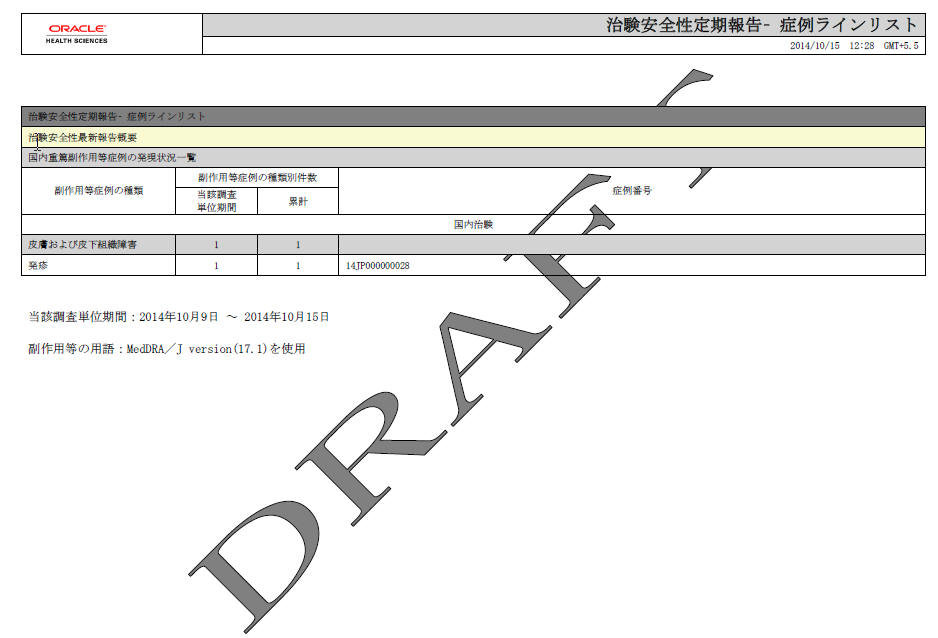 ORACLE
HEALTH SCIENCES
治験安全性定期報告- 症例ラインリスト
2014/10/15 12:28 GMT+5.5
治験安全性定期報告- 症例ラインリスト
治験安全性最新報告概要
国内重篤副作用等症例の発現状況一覧
副作用等症例の種類
副作用等症例の種類別件数
症例番号
当該調査
単位期間
累計
国内治験
皮膚および皮下組織障害 1 1
発疹 1 1 14JP000000028
当該調査単位期間：2014年10月9日 ～ 2014年10月15日
副作用等の用語：MedDRA／J version(17.1)を使用
DRAFT